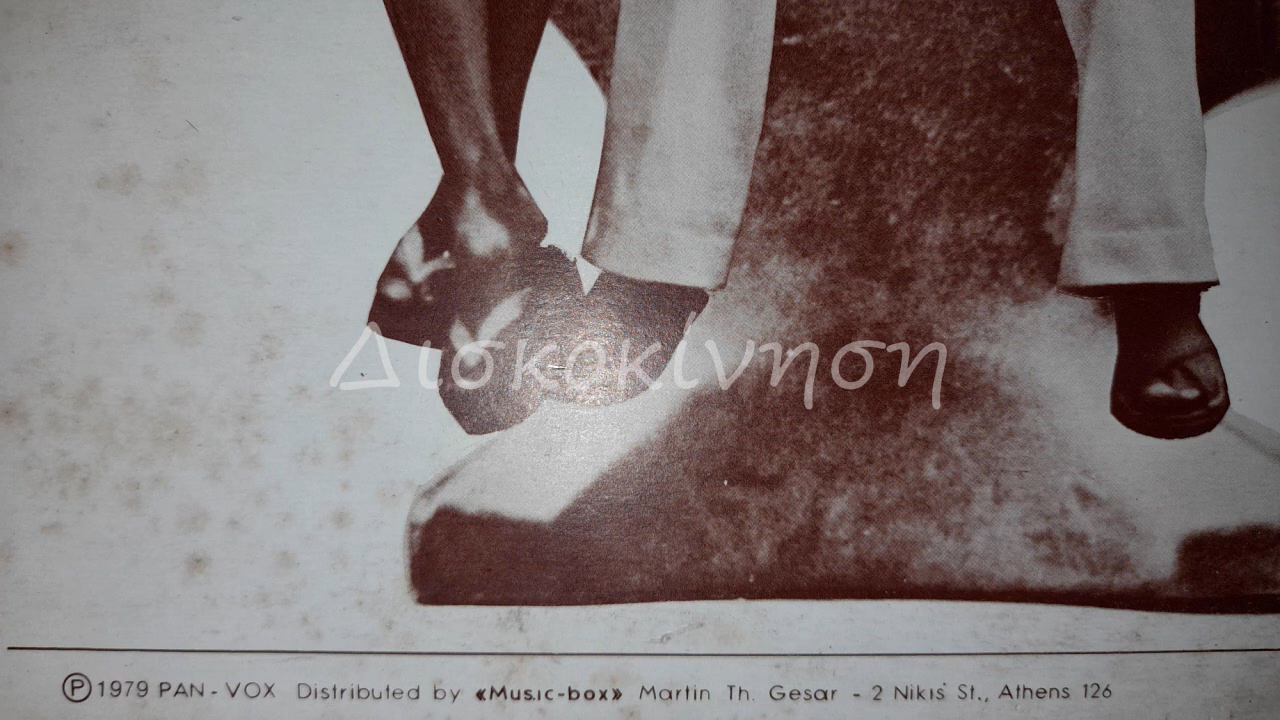 Δισκοκίνηση
Ⓟ 1979 PAN - VOX Distributed by «Music-box» Martin Th. Gesar - 2 Nikis St., Athens 126